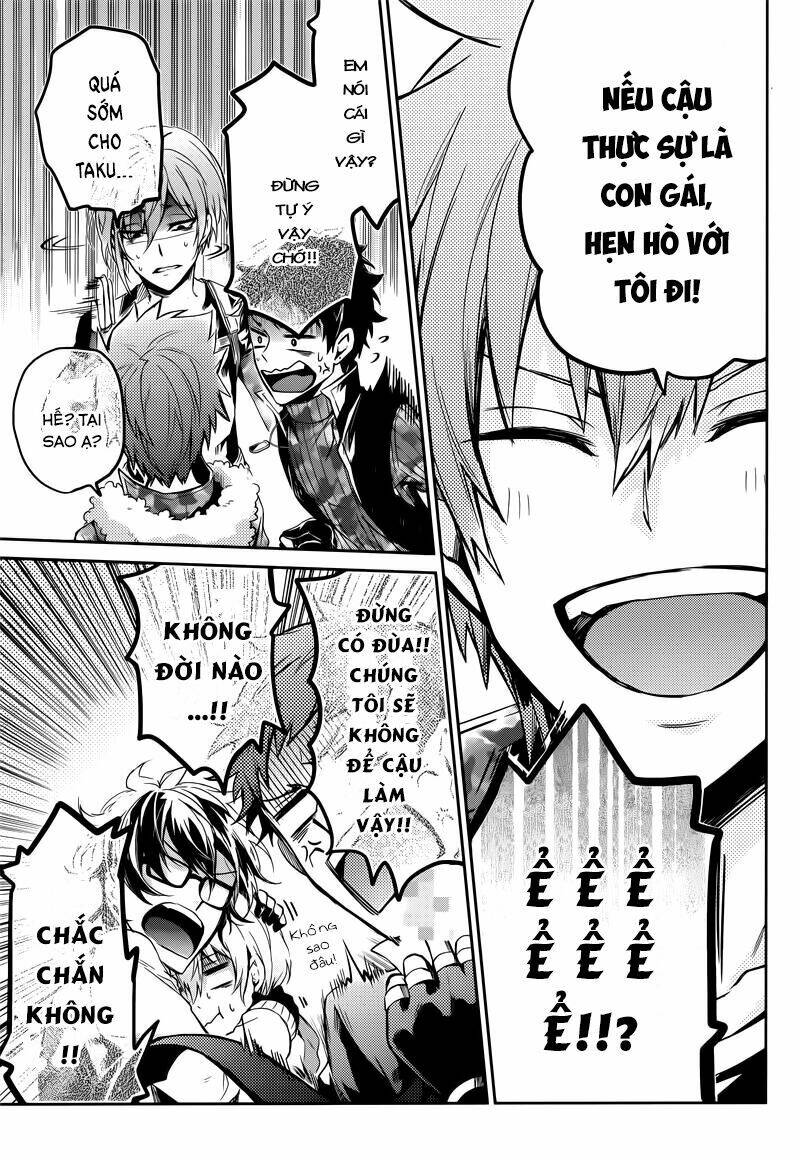 NẾU CẬU
THỰC SỰ LÀ
CON GÁI,
HẸN HÒ VỚI
TÔI ĐI!
Ể Ể Ể
Ể Ể Ể
Ể!!?
EM
NÓI CÁI
GÌ
VẬY?
ĐỪNG
TỰ Ý
VẬY
CHỚ!!
QUÁ
SỚM
CHO
TAKU...
HẾ? TẠI
SAO Ạ?
ĐỪNG
CÓ ĐÙA!!
CHÚNG
TÔI SẼ
KHÔNG
ĐỂ CẬU
LÀM
VẬY!!
KHÔNG
ĐỜI NÀO
...!!
Không
sao
đâu!
CHẮC
CHẮN
KHÔNG
!!